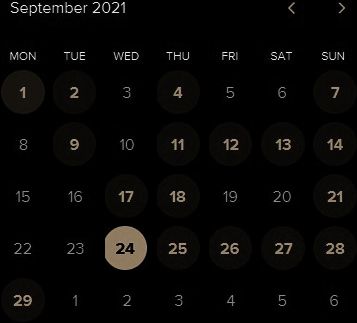 September 2021
MON TUE WED THU FRI SAT SUN
1 2 3 4 5 6 7
8 9 10 11 12 13 14
15 16 17 18 19 20 21
22 23 24 25 26 27 28
29 1 2 3 4 5 6